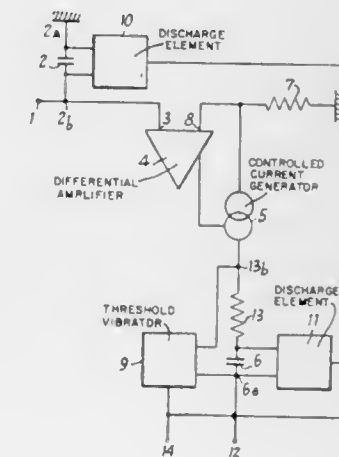 10
2a
DISCHARGE
ELEMENT
2
7
1
2b
3
8
4
CONTROLLED
CURRENT
GENERATOR
DIFFERENTIAL
AMPLIFIER
5
13b
DISCHARGE
ELEMENT
THRESHOLD
VIBRATOR
13
11
9
6
6a
14
12